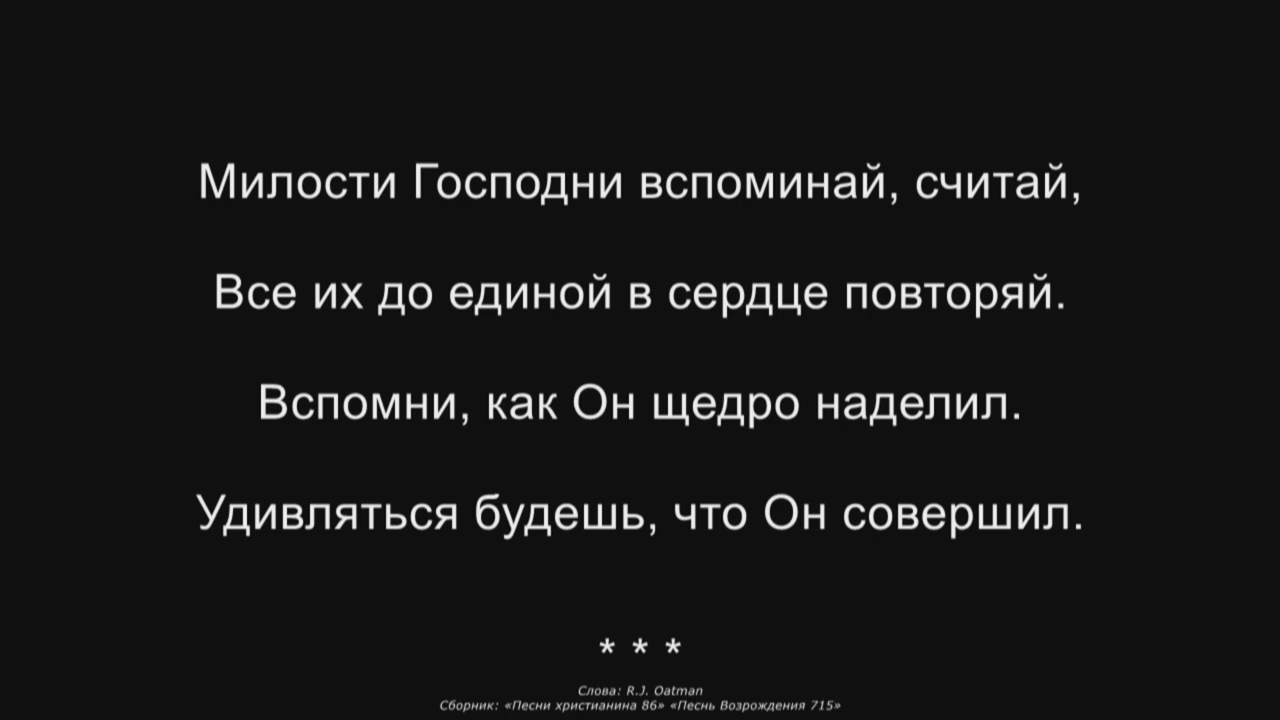 Милости Господни вспоминай, считай,
Все их до единой в сердце повторяй.
Вспомни, как Он щедро наделил.
Удивляться будешь, что Он совершил.
* * *
Слова: R.J. Oatman
Сборник: «Песни христианина 86» «Песнь Возрождения 715»